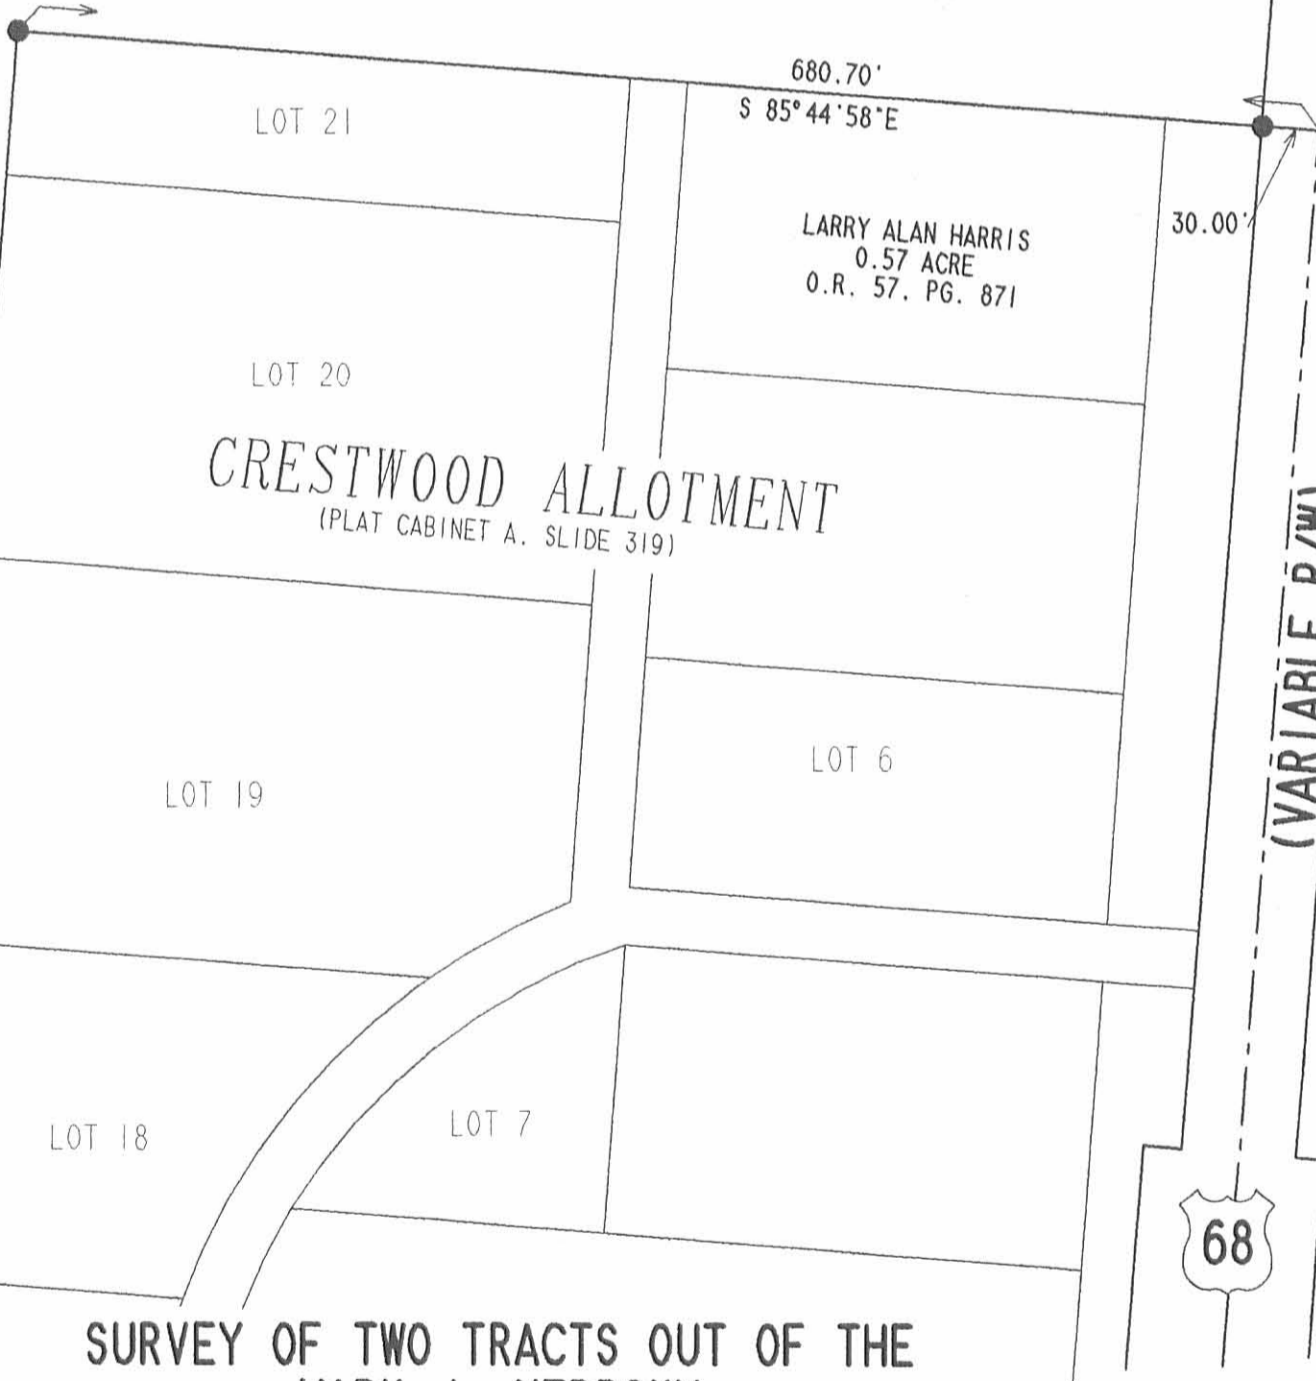 680.70'
S 85°44'58"E
LOT 21
LARRY ALAN HARRIS
0.57 ACRE
O.R. 57. PG. 871
30.00'
LOT 20
CRESTWOOD ALLOTMENT
(PLAT CABINET A. SLIDE 319)
(VARIABLE R/W)
LOT 6
LOT 19
LOT 7
LOT 18
68
SURVEY OF TWO TRACTS OUT OF THE